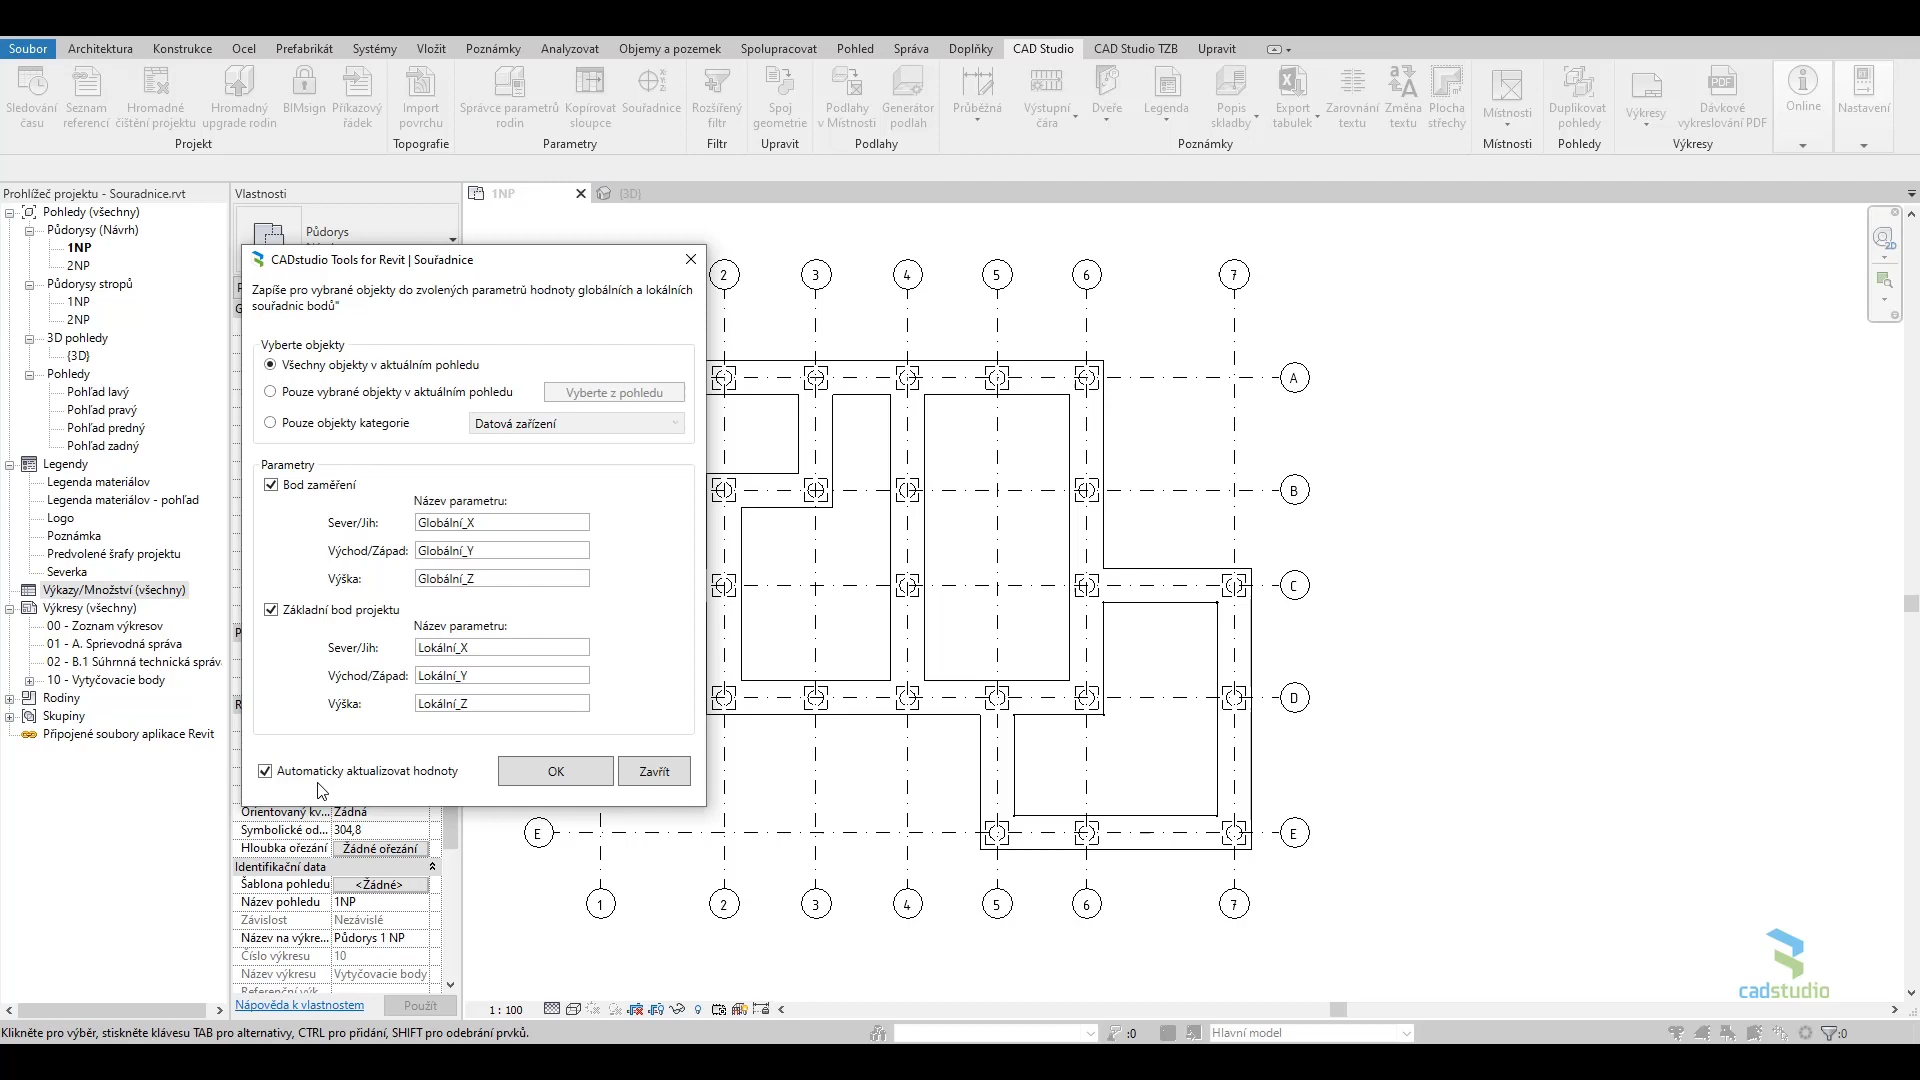 Soubor Architektura Konstrukce Ocel Prefabrikát Systémy Vložit Poznámky Analyzovat Objemy a pozemek Spolupracovat Pohled Správa Doplňky CAD Studio CAD Studio TZB Upravit
Sledování času
Seznam referencí
Hromadné čištění projektu
Hromadný upgrade rodin
BIMsign
Příkazový řádek
Import povrchu
Správce parametrů rodin
Kopírovat sloupce
Souřadnice
Rozšířený filtr
Spoj geometrie
Podlahy v Místnosti
Generátor podlah
Průběžná
Výstupní čára
Dveře
Legenda
Popis skladby
Export tabulek
Zarovnání textu
Změna textu
Plocha střechy
Místnosti
Duplikovat pohledy
Výkresy
PDF
Dávkové vykreslování PDF
Online
Nastavení
Projekt Topografie Parametry Filtr Upravit Podlahy Poznámky Místnosti Pohledy Výkresy
Prohlížeč projektu - Souradnice.rvt
Pohledy (všechny)
Půdorysy (Návrh)
1NP
2NP
Půdorysy stropů
1NP
2NP
3D pohledy
{3D}
Pohledy
Pohľad lavý
Pohľad pravý
Pohľad predný
Pohľad zadný
Legendy
Legenda materiálov
Legenda materiálov - pohľad
Logo
Poznámka
Predvolené šrafy projektu
Severka
Výkazy/Množství (všechny)
Výkresy (všechny)
00 - Zoznam výkresov
01 - A. Sprievodná správa
02 - B.1 Súhrnná technická správ
10 - Vytyčovacie body
Rodiny
Skupiny
Připojené soubory aplikace Revit
Vlastnosti
Půdorys
CADstudio Tools for Revit | Souřadnice
Zapíše pro vybrané objekty do zvolených parametrů hodnoty globálních a lokálních
souřadnic bodů"
Vyberte objekty
Všechny objekty v aktuálním pohledu
Pouze vybrané objekty v aktuálním pohledu Vyberte z pohledu
Pouze objekty kategorie Datová zařízení
Parametry
Bod zaměření
Název parametru:
Sever/Jih: Globální_X
Východ/Západ: Globální_Y
Výška: Globální_Z
Základní bod projektu
Název parametru:
Sever/Jih: Lokální_X
Východ/Západ: Lokální_Y
Výška: Lokální_Z
Automaticky aktualizovat hodnoty OK Zavřít
Orientovaný kv... Žádná
Symbolické od... 304,8
Hloubka ořezání Žádné ořezání
Identifikační data
Šablona pohledu <Žádné>
Název pohledu 1NP
Závislost Nezávislé
Název na výkre... Půdorys 1 NP
Číslo výkresu 10
Název výkresu Vytyčovacie body
Nápověda k vlastnostem Použít
1NP {3D}
2D
2 3 4 5 6 7
A
B
C
D
E E
1 2 3 4 5 6 7
cadstudio
1 : 100
Klikněte pro výběr, stiskněte klávesu TAB pro alternativy, CTRL pro přidání, SHIFT pro odebrání prvků. :0 Hlavní model :0